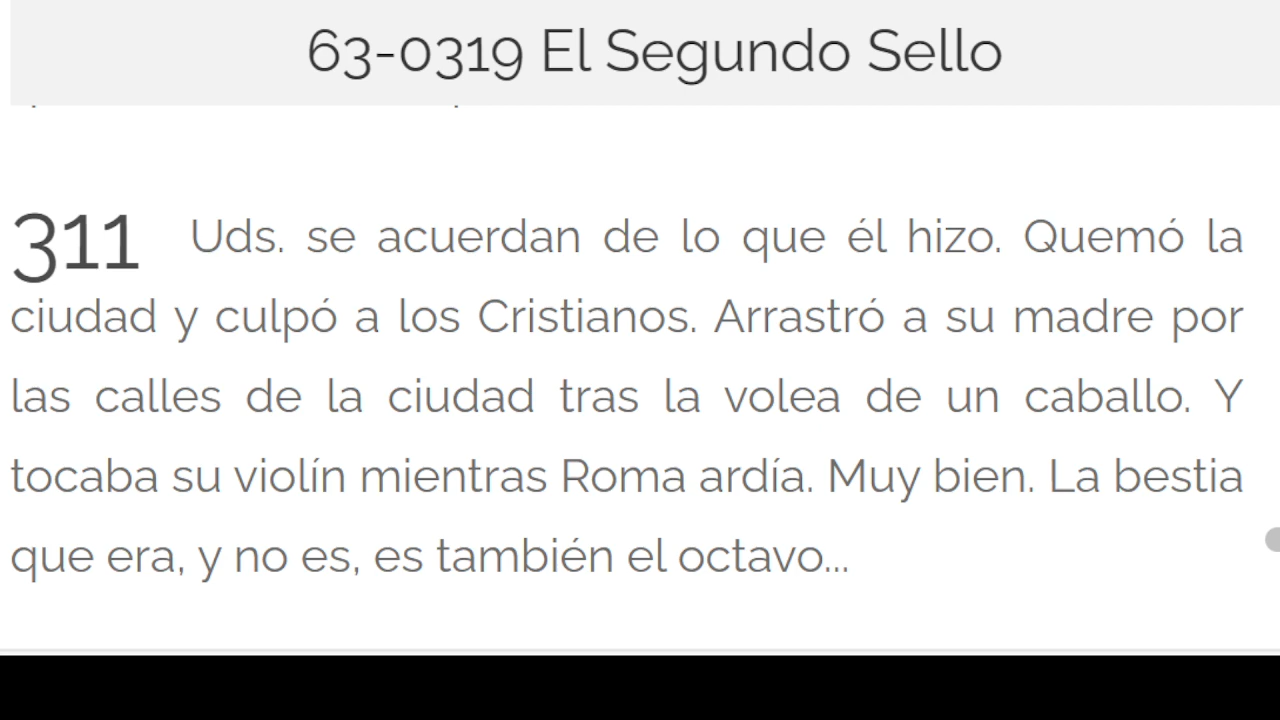 63-0319 El Segundo Sello
311 Uds. se acuerdan de lo que él hizo. Quemó la
ciudad y culpó a los Cristianos. Arrastró a su madre por
las calles de la ciudad tras la volea de un caballo. Y
tocaba su violín mientras Roma ardía. Muy bien. La bestia
que era, y no es, es también el octavo...